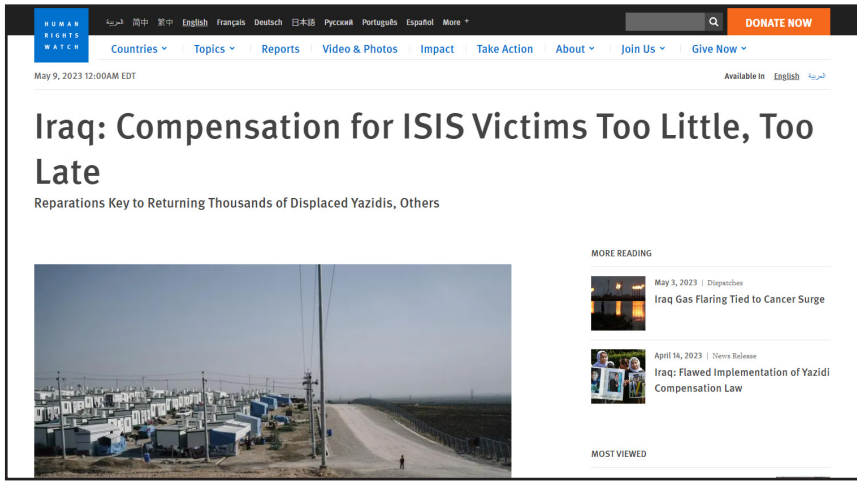 HUMAN
RIGHTS
WATCH
العربية 简中 繁中 English Français Deutsch 日本語 Русский Português Español More +
DONATE NOW
Countries Topics Reports Video & Photos Impact Take Action About Join Us Give Now
May 9, 2023 12:00AM EDT
Available In English العربية
Iraq: Compensation for ISIS Victims Too Little, Too
Late
Reparations Key to Returning Thousands of Displaced Yazidis, Others
MORE READING
May 3, 2023 | Dispatches
Iraq Gas Flaring Tied to Cancer Surge
April 14, 2023 | News Release
Iraq: Flawed Implementation of Yazidi
Compensation Law
MOST VIEWED